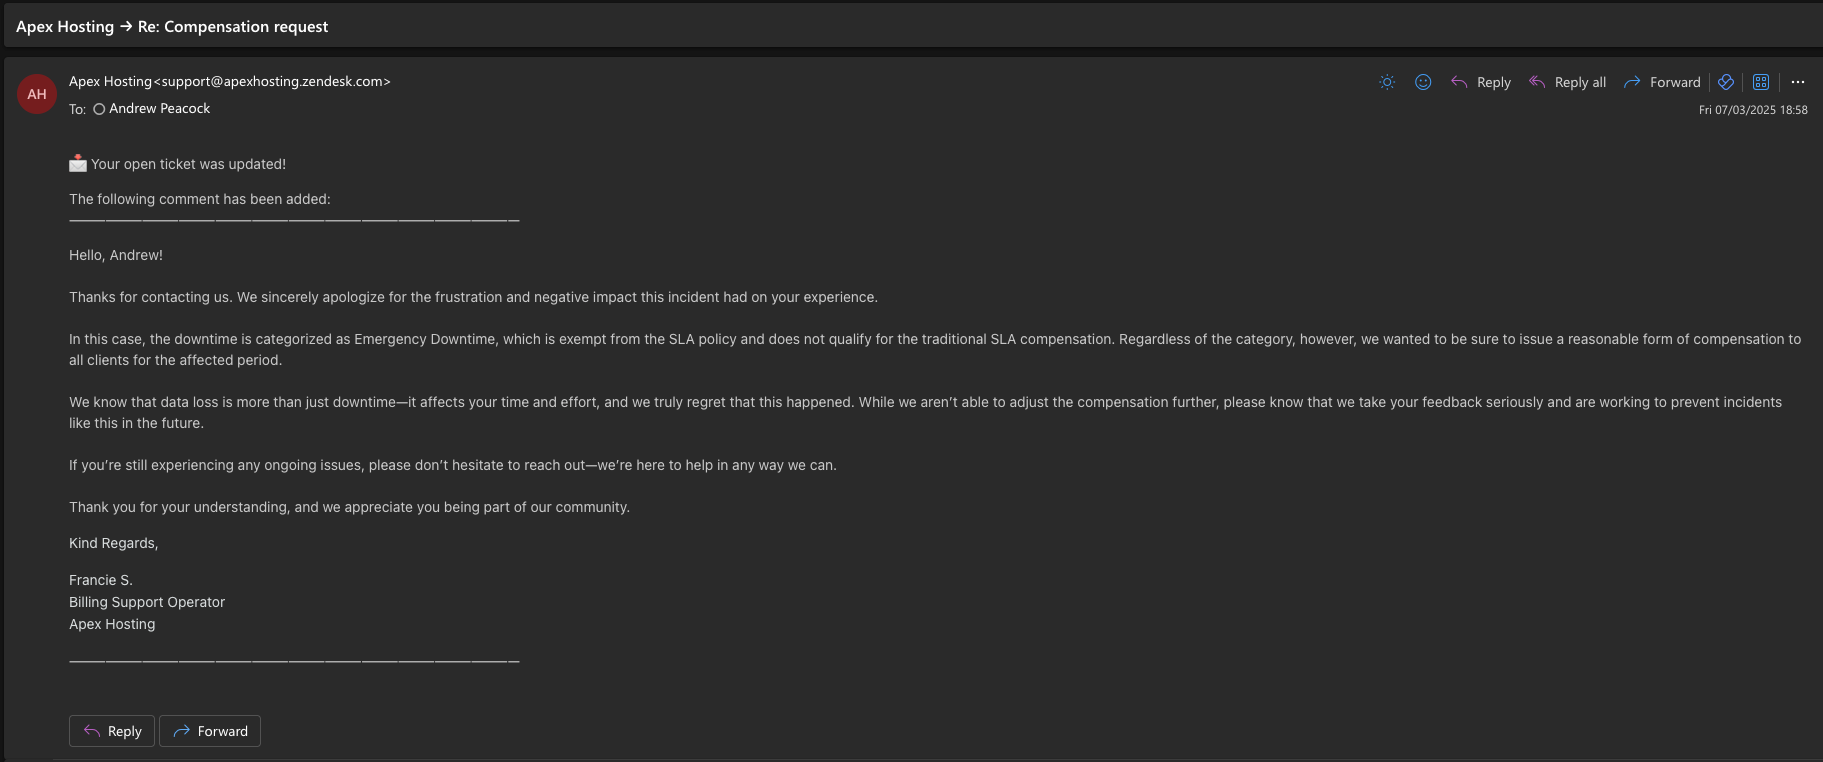 Apex Hosting → Re: Compensation request
AH
Apex Hosting<support@apexhosting.zendesk.com>
Reply
Reply all
Forward
To: Andrew Peacock
Fri 07/03/2025 18:58
📩 Your open ticket was updated!
The following comment has been added:
Hello, Andrew!
Thanks for contacting us. We sincerely apologize for the frustration and negative impact this incident had on your experience.
In this case, the downtime is categorized as Emergency Downtime, which is exempt from the SLA policy and does not qualify for the traditional SLA compensation. Regardless of the category, however, we wanted to be sure to issue a reasonable form of compensation to
all clients for the affected period.
We know that data loss is more than just downtime—it affects your time and effort, and we truly regret that this happened. While we aren’t able to adjust the compensation further, please know that we take your feedback seriously and are working to prevent incidents
like this in the future.
If you’re still experiencing any ongoing issues, please don’t hesitate to reach out—we’re here to help in any way we can.
Thank you for your understanding, and we appreciate you being part of our community.
Kind Regards,
Francie S.
Billing Support Operator
Apex Hosting
Reply
Forward